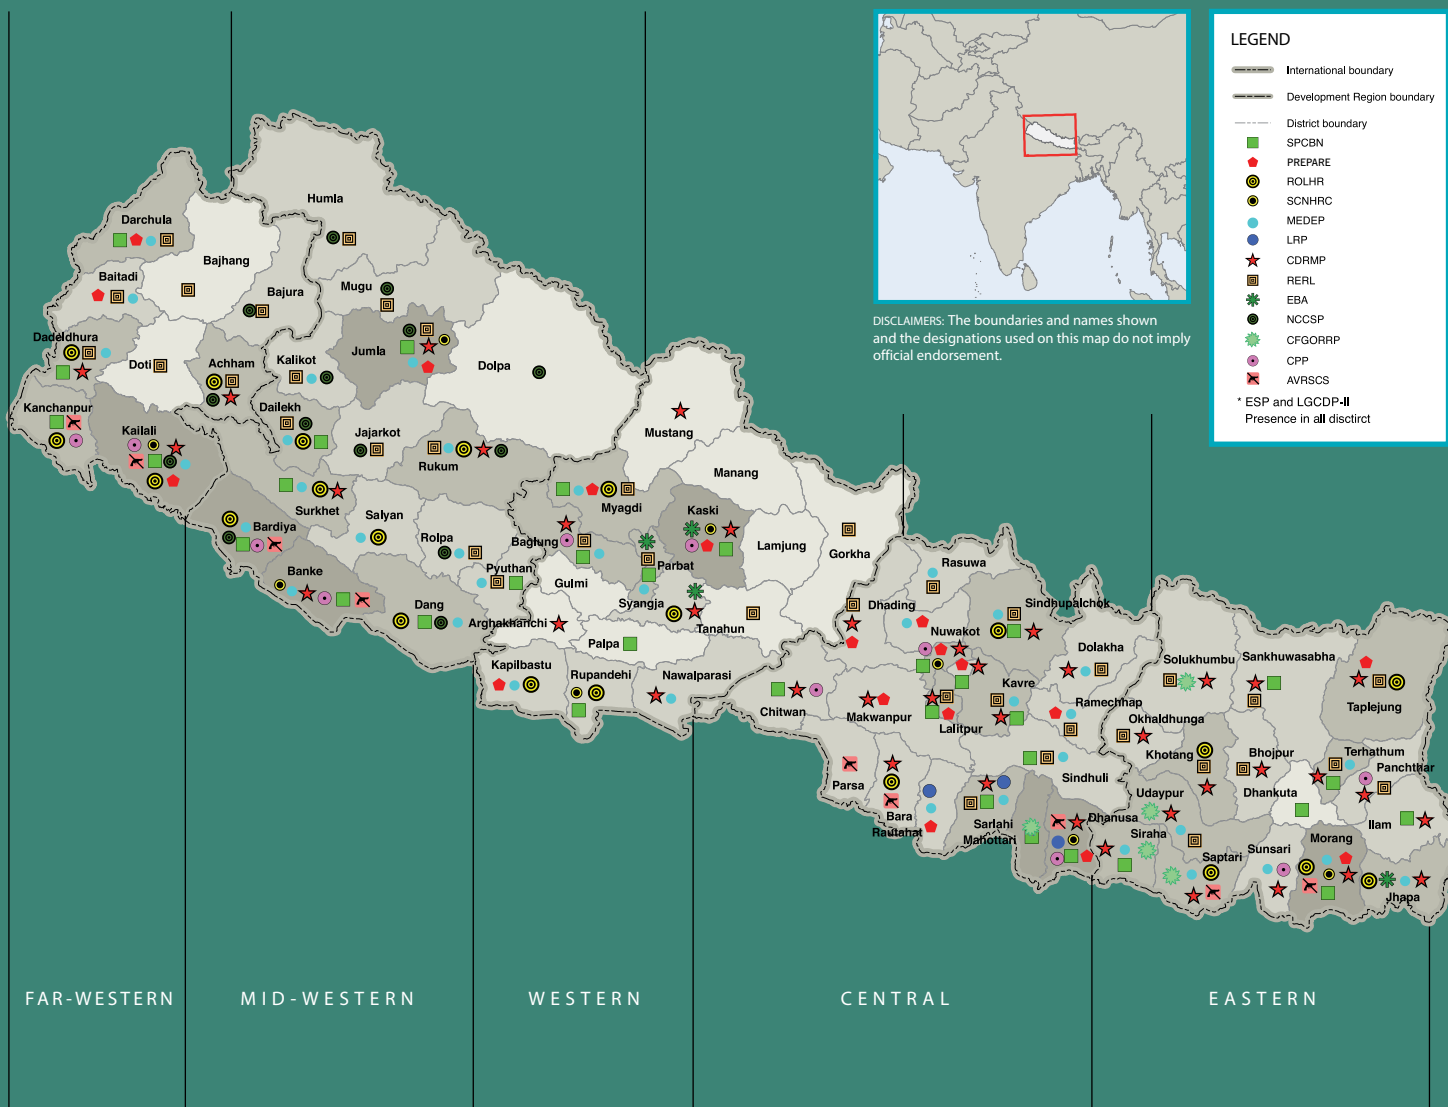 LEGEND
International boundary
Development Region boundary
District boundary
SPCBN
PREPARE
ROLHR
SCNHRC
MEDEP
LRP
CDRMP
RERL
EBA
NCCSP
CFGORRP
CPP
AVRSCS
* ESP and LGCDP-II
Presence in all disctirct
DISCLAIMERS: The boundaries and names shown
and the designations used on this map do not imply
official endorsement.
Humla
Darchula
Bajhang
Baitadi
Bajura
Mugu
Dadeldhura
Doti
Achham
Kalikot
Jumla
Dolpa
Kanchanpur
Kailali
Dailekh
Jajarkot
Rukum
Mustang
Manang
Surkhet
Salyan
Myagdi
Kaski
Lamjung
Gorkha
Bardiya
Rolpa
Baglung
Parbat
Banke
Pyuthan
Gulmi
Syangja
Rasuwa
Dang
Arghakhanchi
Tanahun
Dhading
Sindhupalchok
Nuwakot
Palpa
Dolakha
Kapilbastu
Rupandehi
Nawalparasi
Kavre
Solukhumbu
Sankhuwasabha
Chitwan
Makwanpur
Lalitpur
Ramechhap
Okhaldhunga
Taplejung
Khotang
Bhojpur
Terhathum
Panchthar
Parsa
Sindhuli
Udaypur
Dhankuta
Bara
Rautahat
Sarlahi
Mahottari
Dhanusa
Siraha
Saptari
Sunsari
Morang
Ilam
Jhapa
FAR-WESTERN
MID-WESTERN
WESTERN
CENTRAL
EASTERN